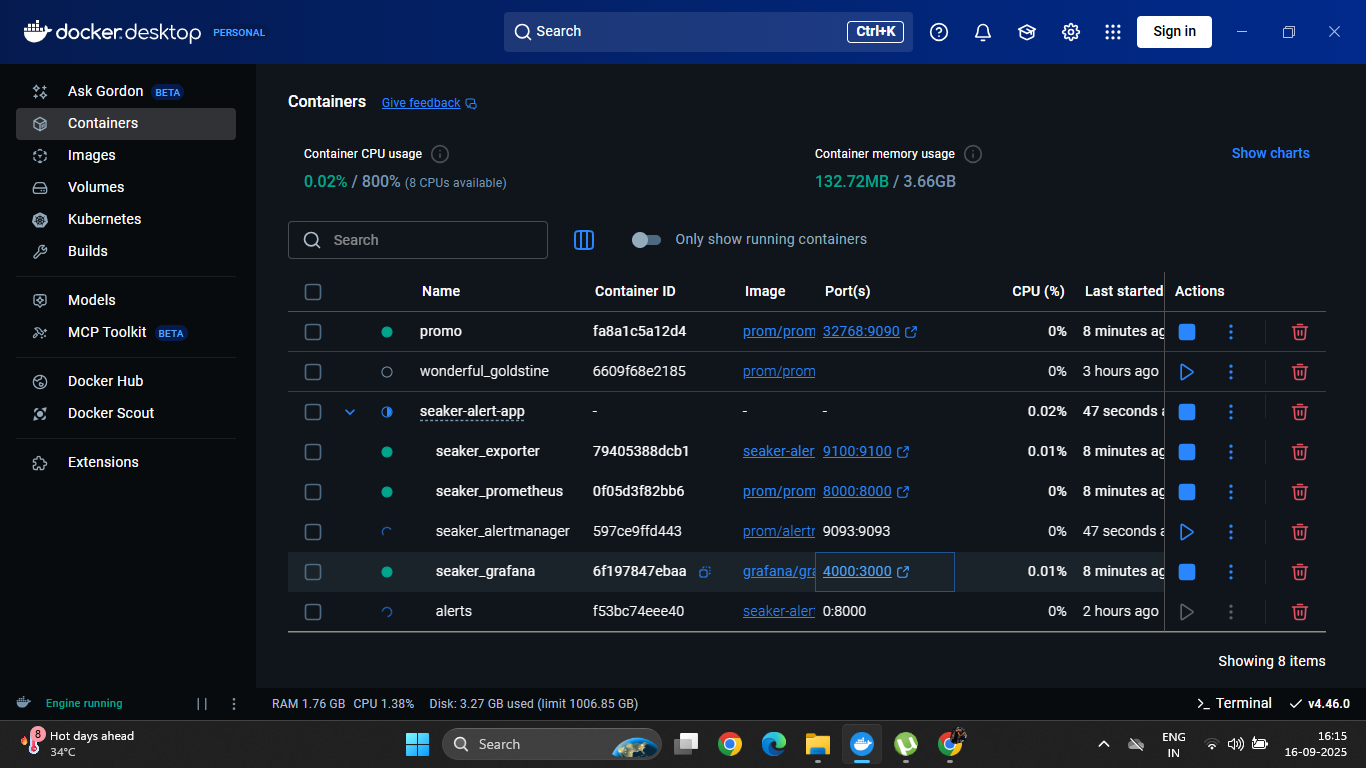 docker.desktop PERSONAL
Search
Ctrl+K
Sign in
Ask Gordon BETA
Containers
Images
Volumes
Kubernetes
Builds
Models
MCP Toolkit BETA
Docker Hub
Docker Scout
Extensions
Containers Give feedback
Container CPU usage
0.02% / 800% (8 CPUs available)
Container memory usage
132.72MB / 3.66GB
Show charts
Search
Only show running containers
Name Container ID Image Port(s) CPU (%) Last started Actions
promo fa8a1c5a12d4 prom/prom 32768:9090 0% 8 minutes ag
wonderful_goldstine 6609f68e2185 prom/prom 0% 3 hours ago
seaker-alert-app - - - 0.02% 47 seconds a
seaker_exporter 79405388dcb1 seaker-aler 9100:9100 0.01% 8 minutes ag
seaker_prometheus 0f05d3f82bb6 prom/prom 8000:8000 0% 8 minutes ag
seaker_alertmanager 597ce9ffd443 prom/alertr 9093:9093 0% 47 seconds a
seaker_grafana 6f197847ebaa grafana/gra 4000:3000 0.01% 8 minutes ag
alerts f53bc74eee40 seaker-aler 0:8000 0% 2 hours ago
Showing 8 items
Engine running
RAM 1.76 GB CPU 1.38% Disk: 3.27 GB used (limit 1006.85 GB)
Terminal
v4.46.0
8
Hot days ahead
34°C
Search
ENG
IN
16:15
16-09-2025